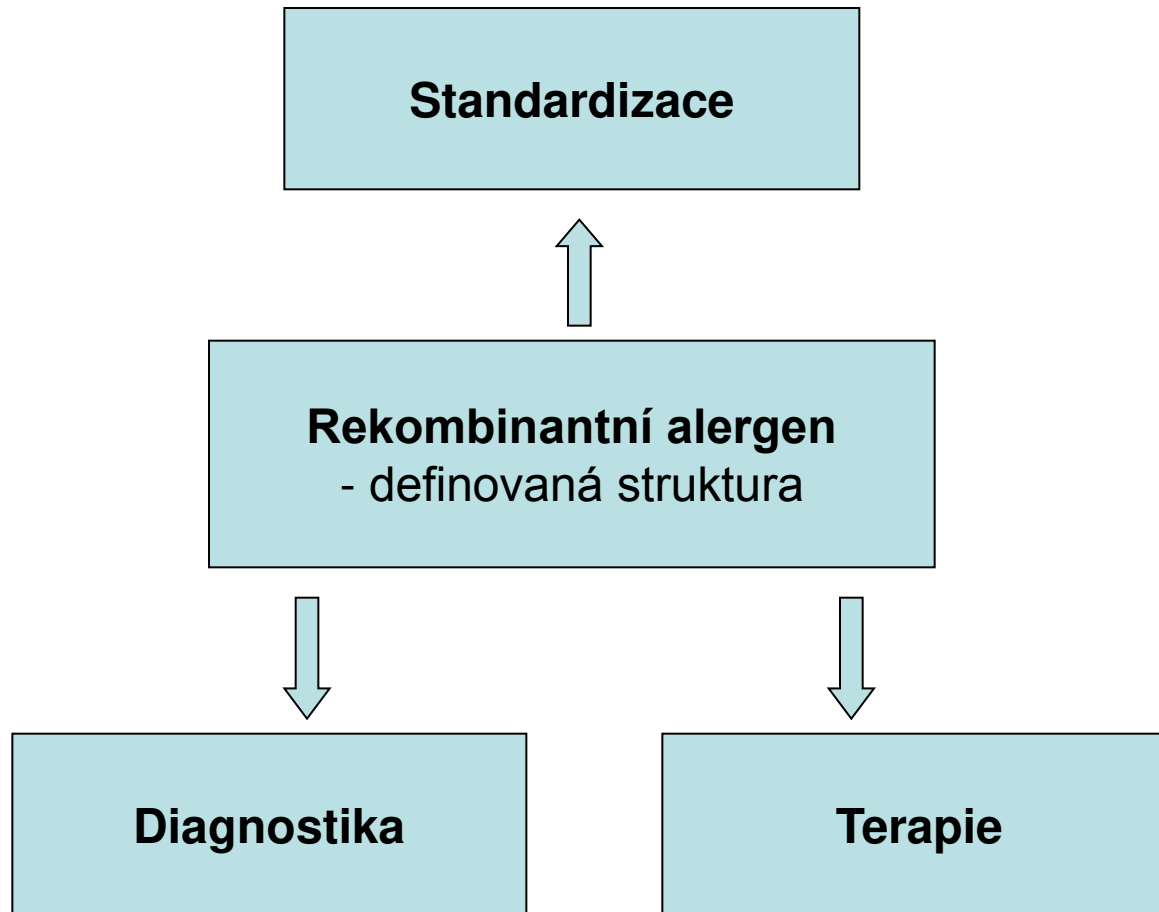 Standardizace
Rekombinantní alergen
- definovaná struktura
Diagnostika
Terapie